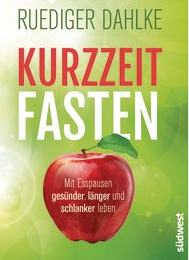 RUEDIGER DAHLKE
KURZZEIT
FASTEN
Mit Esspausen
gesünder, länger und
schlanker leben
südwest